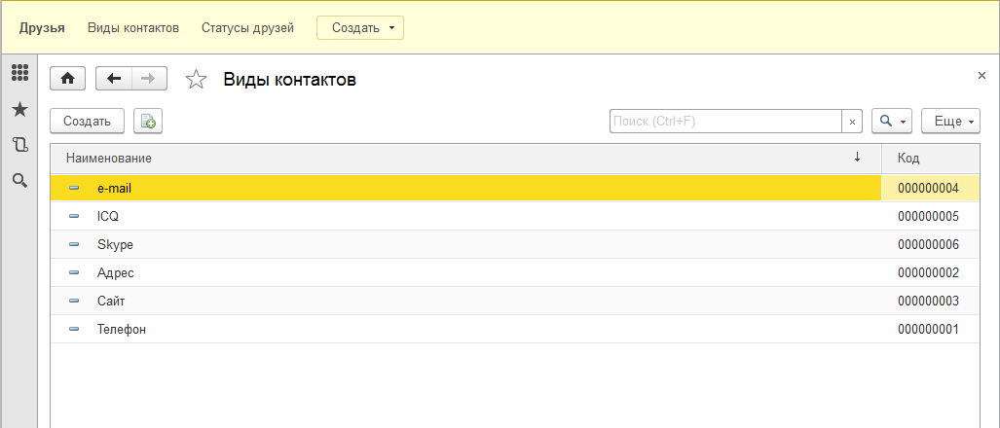 Друзья Виды контактов Статусы друзей Создать
Виды контактов
Создать Поиск (Ctrl+F) Еще
Наименование Код
e-mail 000000004
ICQ 000000005
Skype 000000006
Адрес 000000002
Сайт 000000003
Телефон 000000001